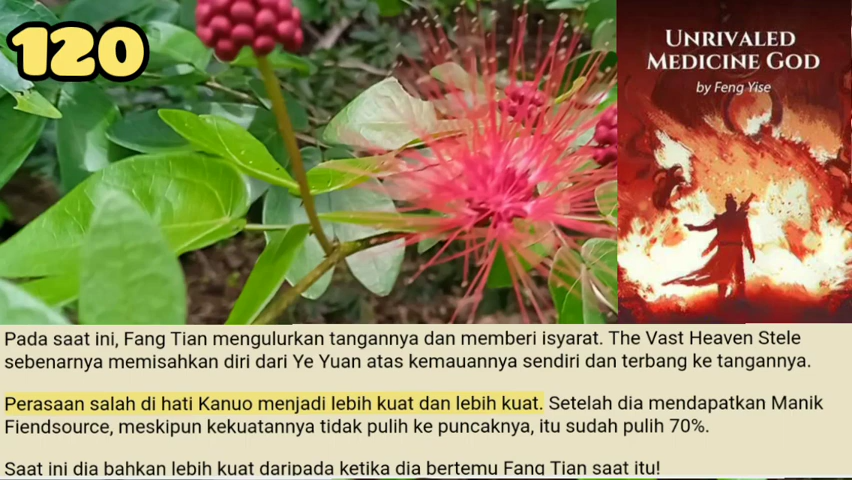 120
UNRIVALED
MEDICINE GOD
by Feng Yise
Pada saat ini, Fang Tian mengulurkan tangannya dan memberi isyarat. The Vast Heaven Stele
sebenarnya memisahkan diri dari Ye Yuan atas kemauannya sendiri dan terbang ke tangannya.
Perasaan salah di hati Kanuo menjadi lebih kuat dan lebih kuat. Setelah dia mendapatkan Manik
Fiendsource, meskipun kekuatannya tidak pulih ke puncaknya, itu sudah pulih 70%.
Saat ini dia bahkan lebih kuat daripada ketika dia bertemu Fang Tian saat itu!